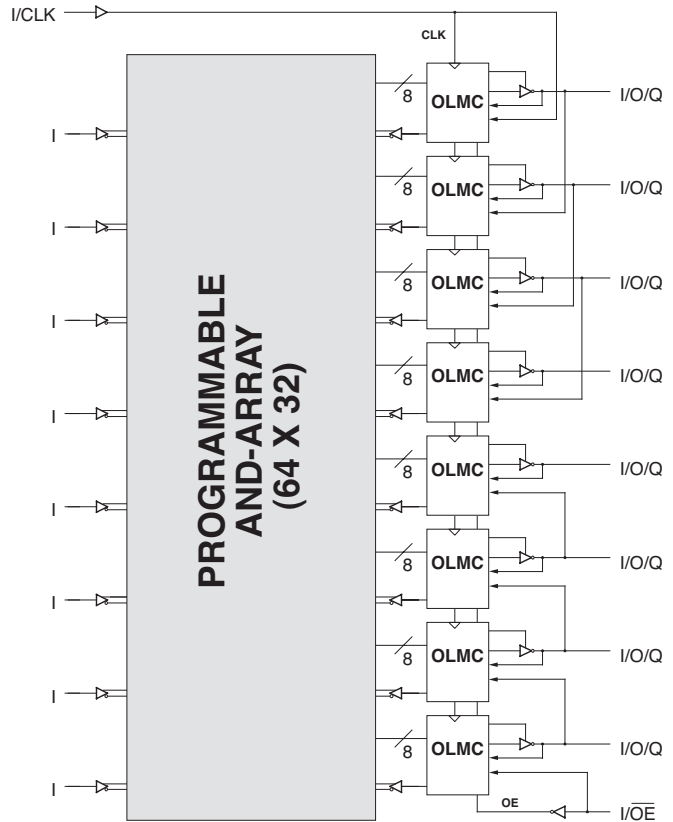 I/CLK
CLK
8
OLMC
I/O/Q
I
8
OLMC
I/O/Q
I
8
OLMC
I/O/Q
I
8
OLMC
I/O/Q
I
PROGRAMMABLE
AND-ARRAY
(64 X 32)
8
OLMC
I/O/Q
I
8
OLMC
I/O/Q
I
8
OLMC
I/O/Q
I
8
OLMC
I/O/Q
I
OE
I/O̅E̅